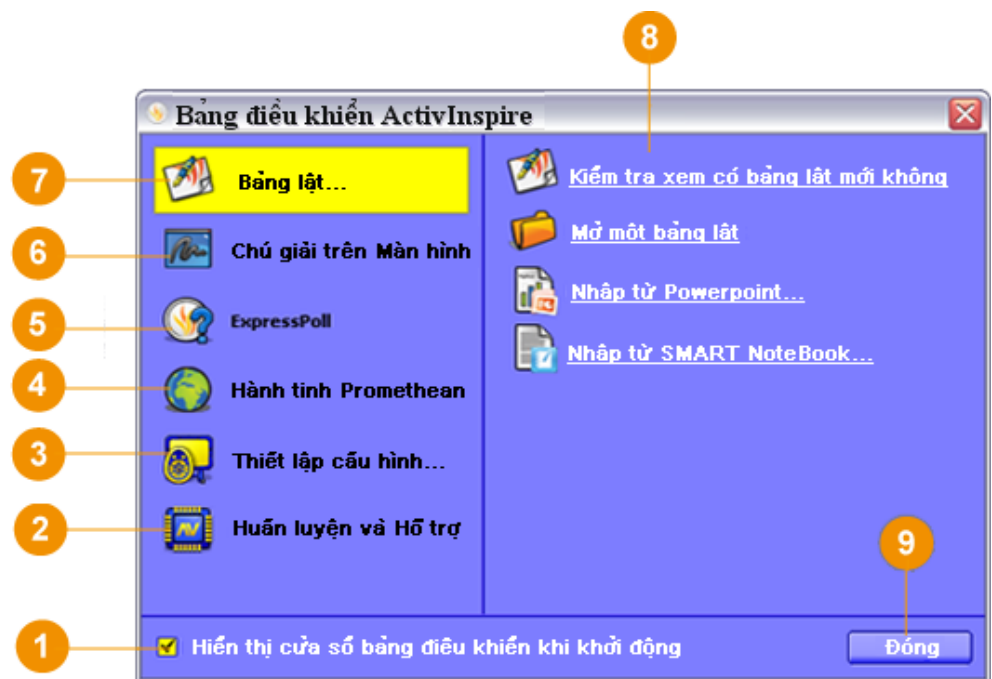 8
Bảng điều khiển ActivInspire
7
Bảng lật...
Kiểm tra xem có bảng lật mới không
6
Chú giải trên Màn hình
Mở một bảng lật
5
ExpressPoll
Nhập từ Powerpoint...
4
Hành tinh Promethean
Nhập từ SMART NoteBook...
3
Thiết lập cấu hình...
2
Huấn luyện và Hỗ trợ
9
1
Hiển thị cửa sổ bảng điều khiển khi khởi động
Đóng